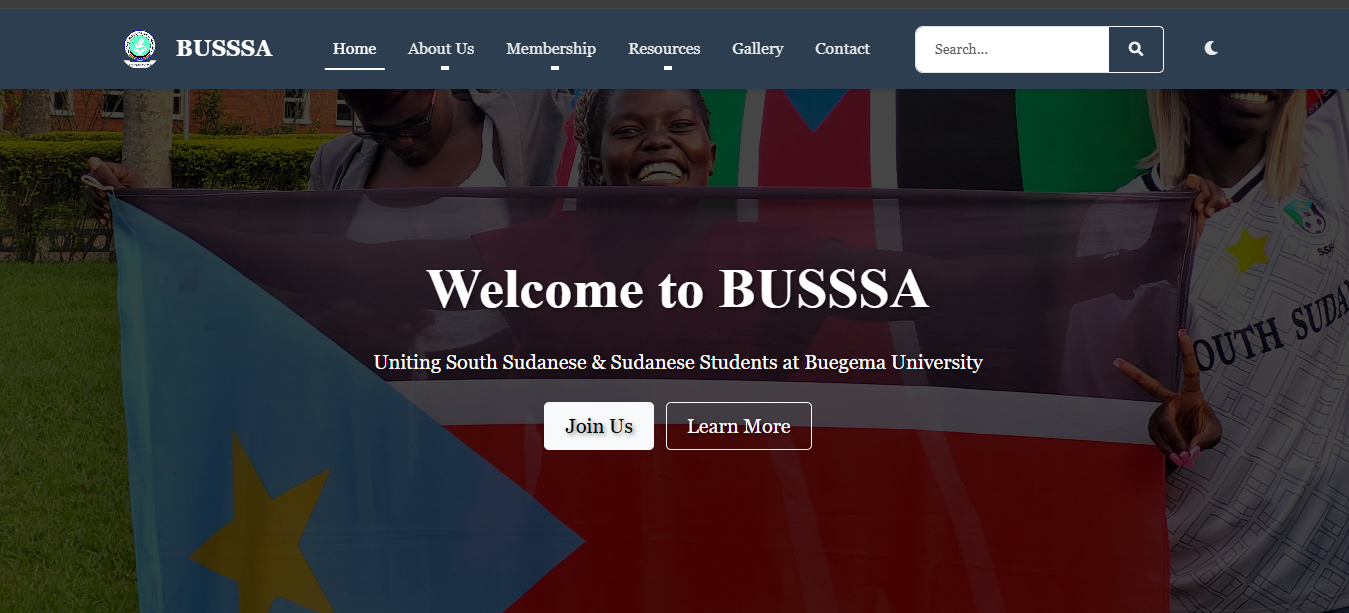 BUSSSA
Home
About Us
Membership
Resources
Gallery
Contact
Search...
Welcome to BUSSSA
Uniting South Sudanese & Sudanese Students at Buegema University
Join Us
Learn More
SSF
SOUTH SUDA